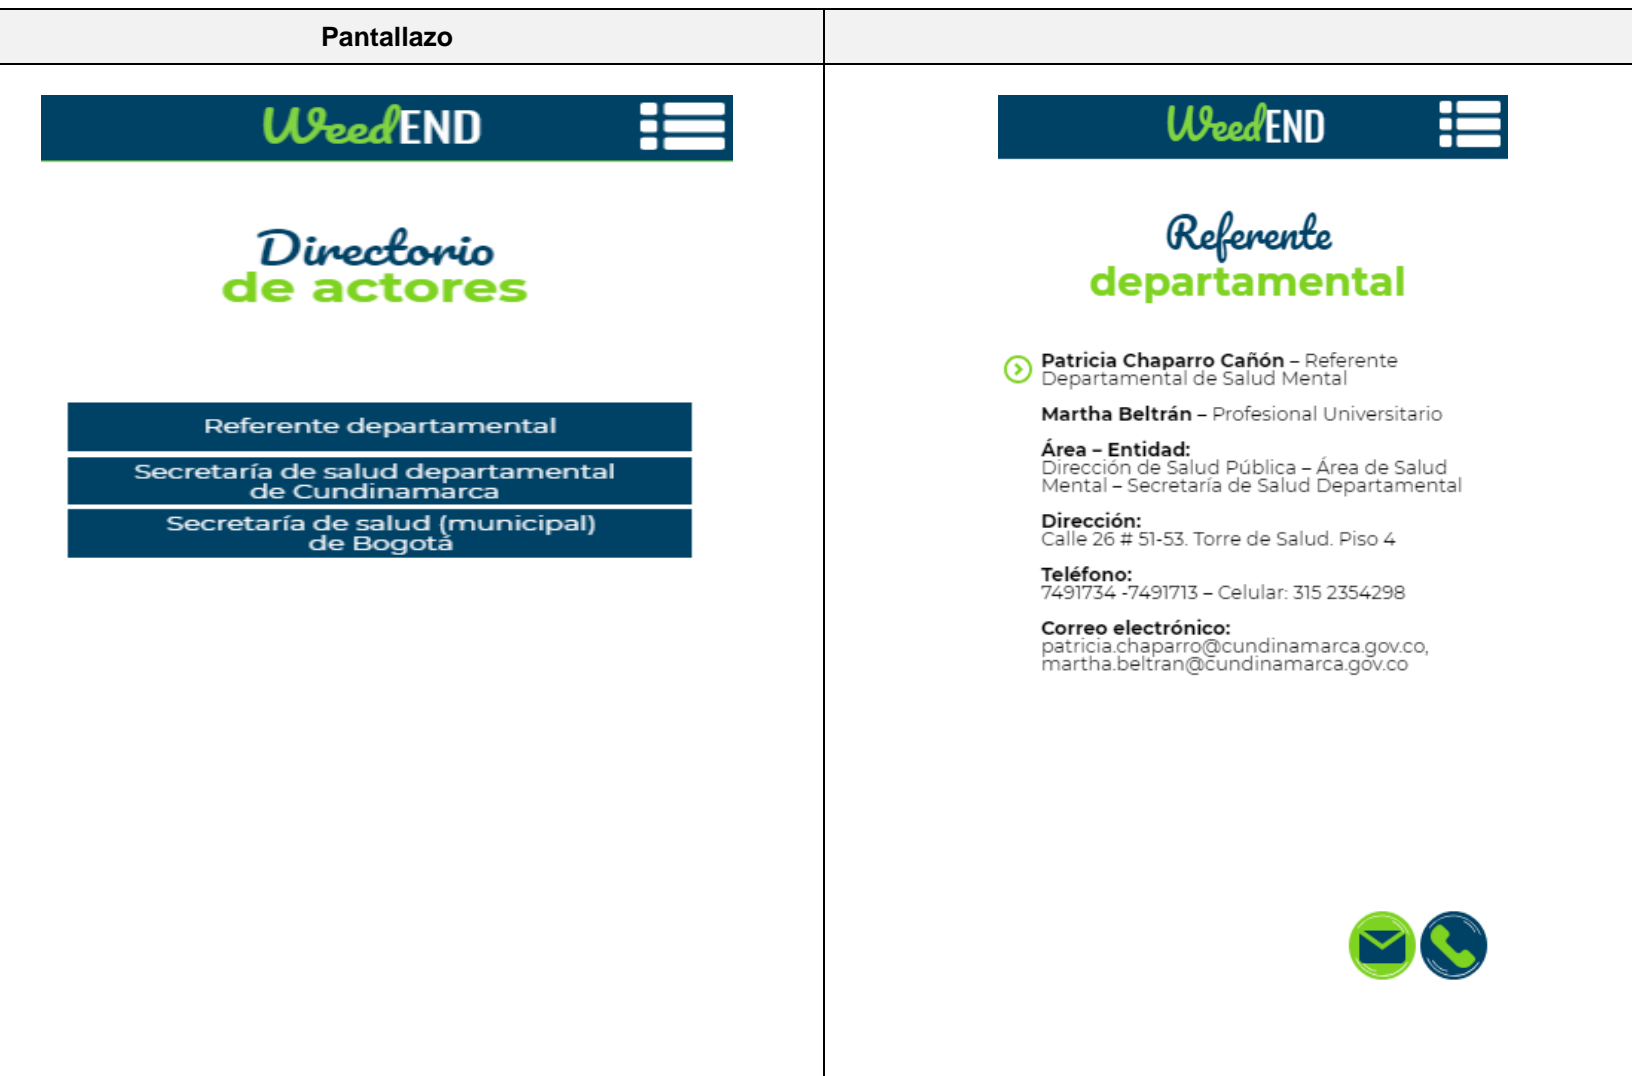 Pantallazo
WeedEND
Directorio
de actores
Referente departamental
Secretaría de salud departamental
de Cundinamarca
Secretaría de salud (municipal)
de Bogotá
WeedEND
Referente
departamental
Patricia Chaparro Cañón – Referente
Departamental de Salud Mental
Martha Beltrán – Profesional Universitario
Área – Entidad:
Dirección de Salud Pública – Área de Salud
Mental – Secretaría de Salud Departamental
Dirección:
Calle 26 # 51-53. Torre de Salud. Piso 4
Teléfono:
7491734 -7491713 – Celular: 315 2354298
Correo electrónico:
patricia.chaparro@cundinamarca.gov.co,
martha.beltran@cundinamarca.gov.co